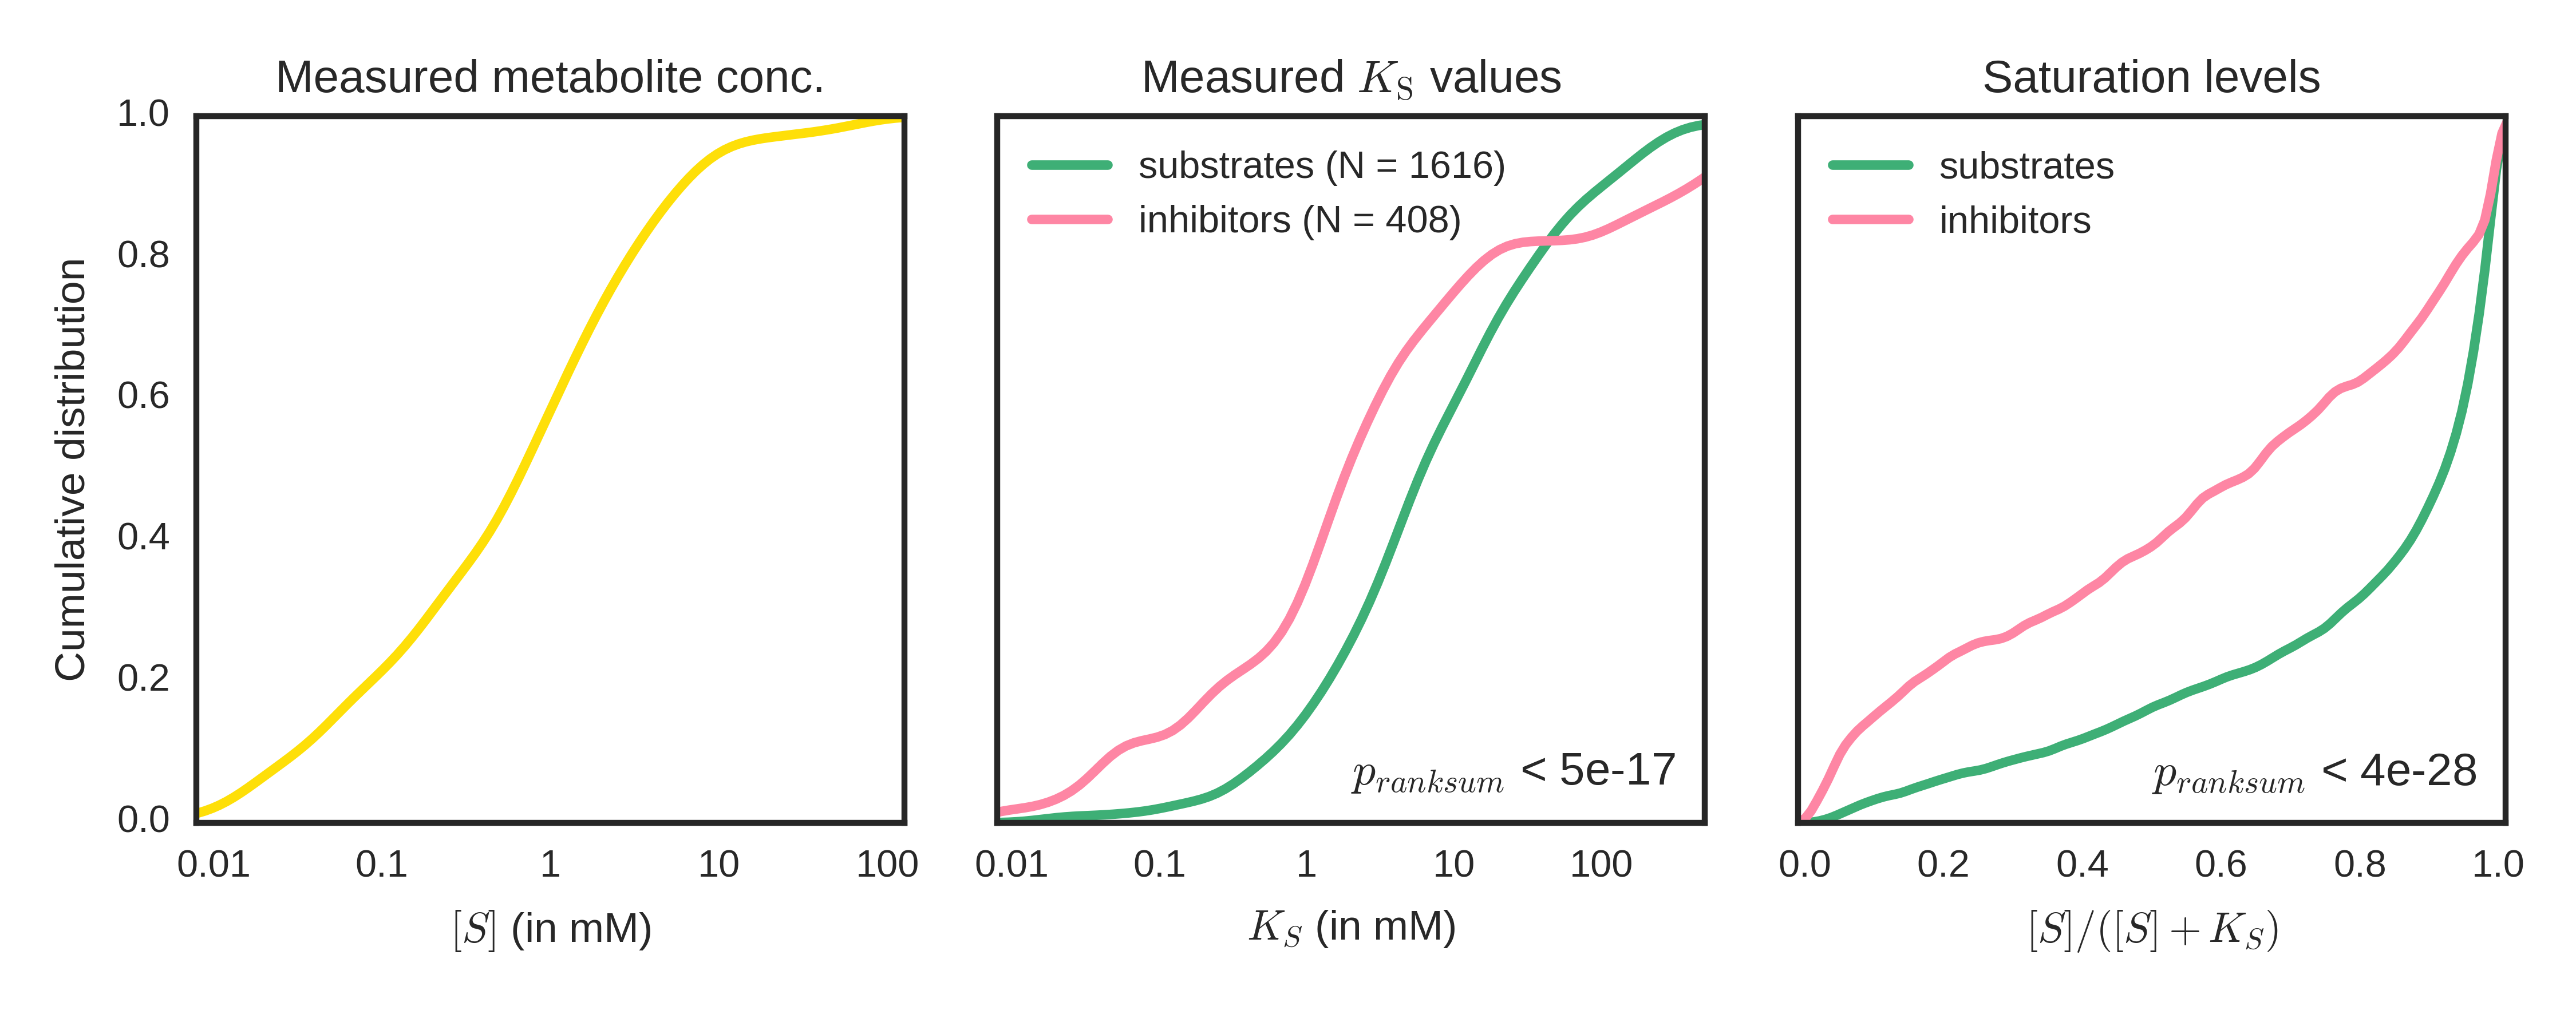 Measured metabolite conc.
Cumulative distribution
1.0
0.8
0.6
0.4
0.2
0.0
0.01 0.1 1 10 100
[S] (in mM)
Measured K_S values
substrates (N = 1616)
inhibitors (N = 408)
p_ranksum < 5e-17
0.01 0.1 1 10 100
K_S (in mM)
Saturation levels
substrates
inhibitors
p_ranksum < 4e-28
0.0 0.2 0.4 0.6 0.8 1.0
[S]/([S] + K_S)